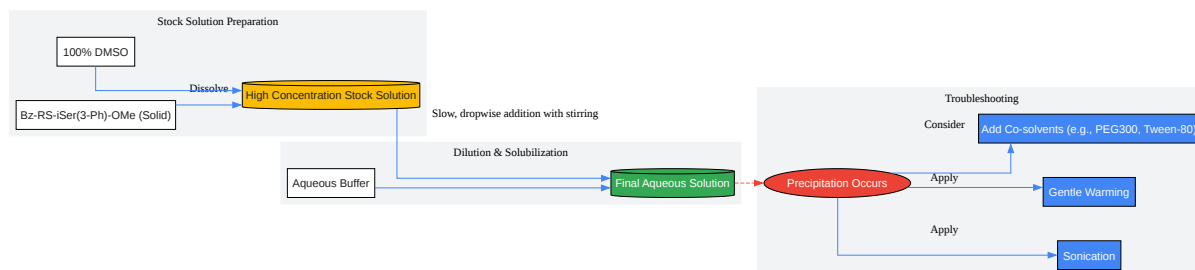 Stock Solution Preparation
100% DMSO
Dissolve
High Concentration Stock Solution
Bz-RS-iSer(3-Ph)-OMe (Solid)
Slow, dropwise addition with stirring
Dilution & Solubilization
Aqueous Buffer
Final Aqueous Solution
Troubleshooting
Consider
Add Co-solvents (e.g., PEG300, Tween-80)
Precipitation Occurs
Apply
Gentle Warming
Apply
Sonication